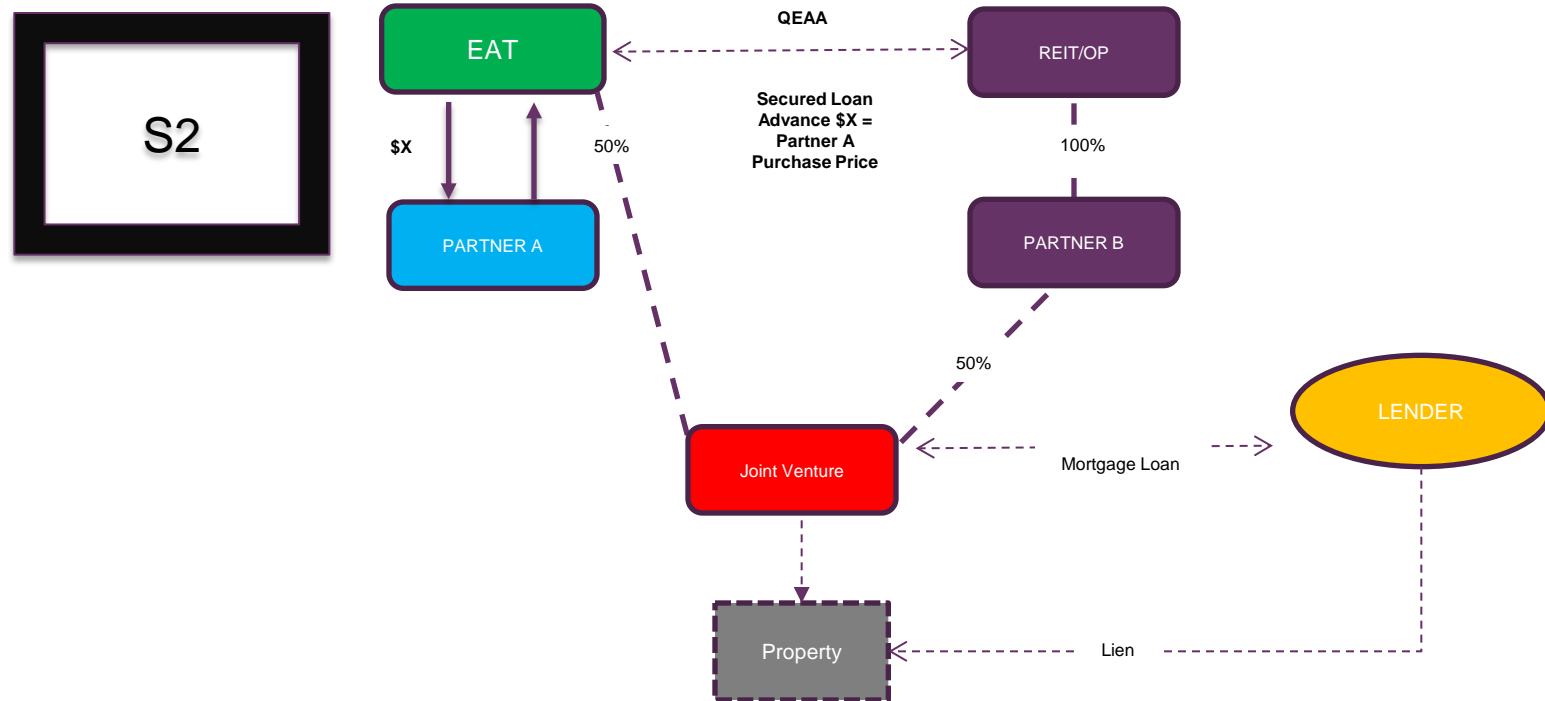 S2
EAT
QEAA
REIT/OP
$X
50%
Secured Loan
Advance $X =
Partner A
Purchase Price
100%
PARTNER A
PARTNER B
50%
LENDER
Joint Venture
Mortgage Loan
Property
Lien